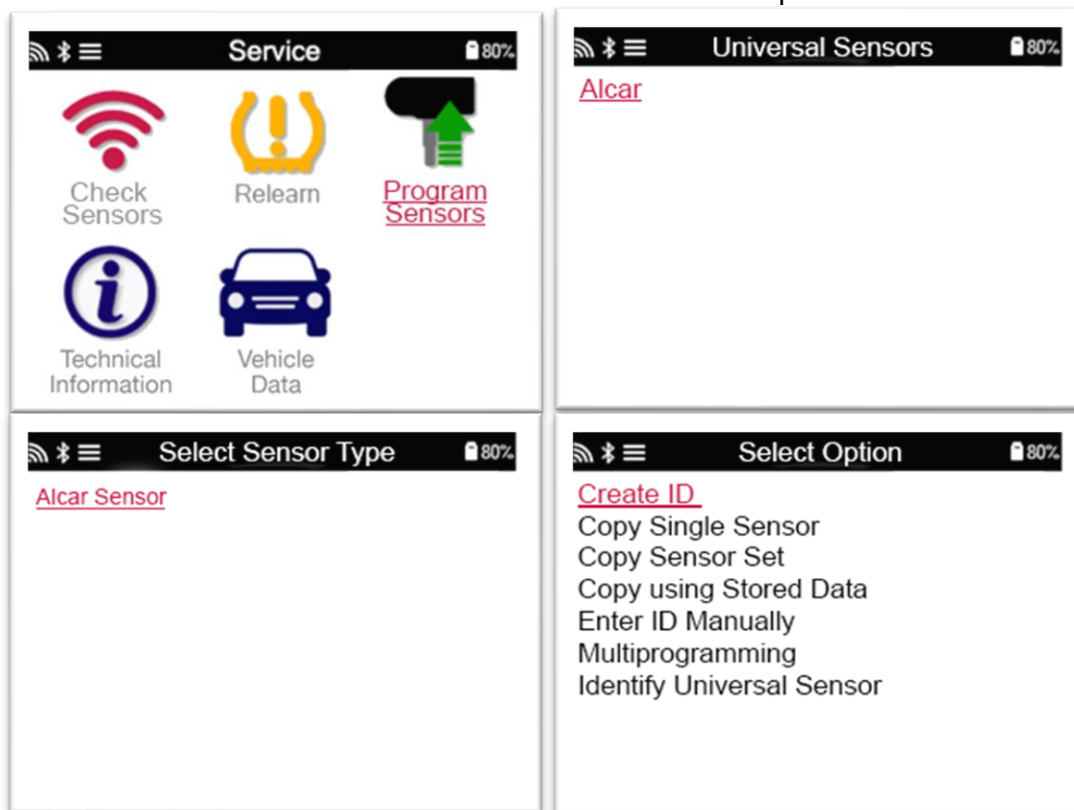 Service
80%
Check
Sensors
Relearn
Program
Sensors
Technical
Information
Vehicle
Data
Universal Sensors
80%
Alcar
Select Sensor Type
80%
Alcar Sensor
Select Option
80%
Create ID
Copy Single Sensor
Copy Sensor Set
Copy using Stored Data
Enter ID Manually
Multiprogramming
Identify Universal Sensor